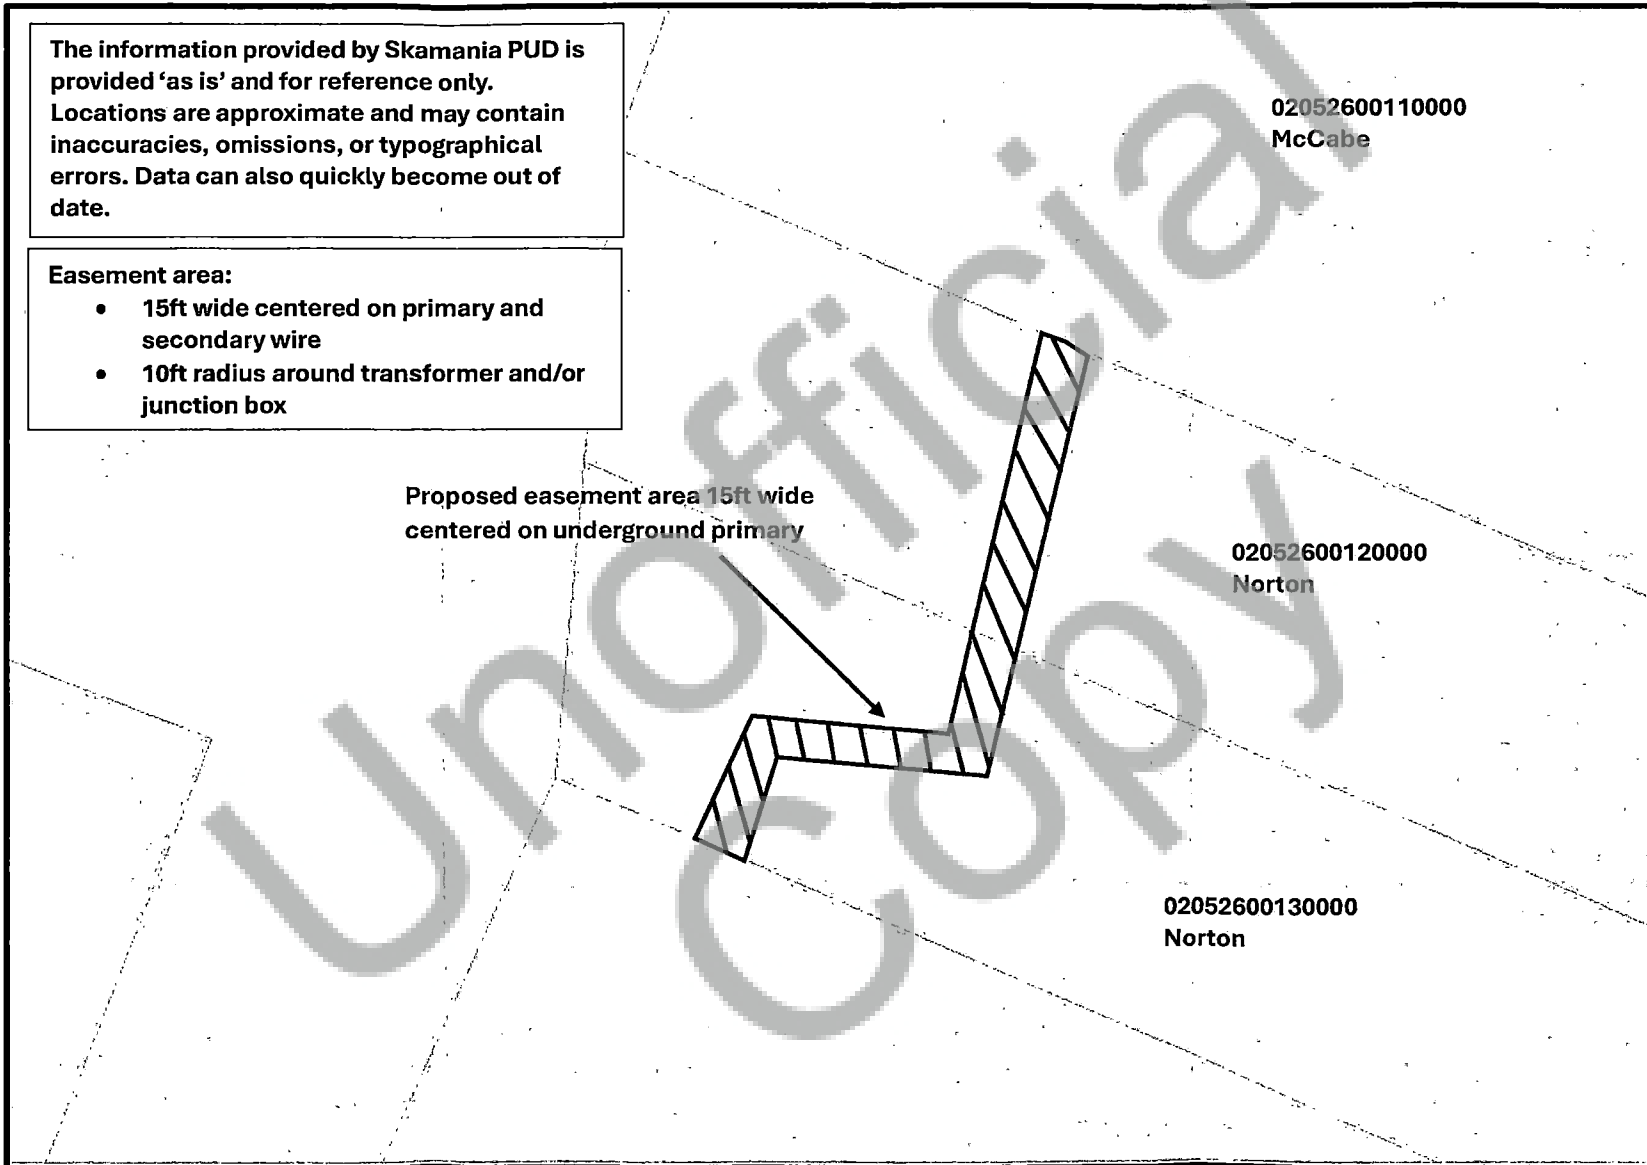 The information provided by Skamania PUD is
provided ‘as is’ and for reference only.
Locations are approximate and may contain
inaccuracies, omissions, or typographical
errors. Data can also quickly become out of
date.
Easement area:
• 15ft wide centered on primary and
secondary wire
• 10ft radius around transformer and/or
junction box
Proposed easement area 15ft wide
centered on underground primary
02052600110000
McCabe
02052600120000
Norton
02052600130000
Norton
Unofficial
Copy